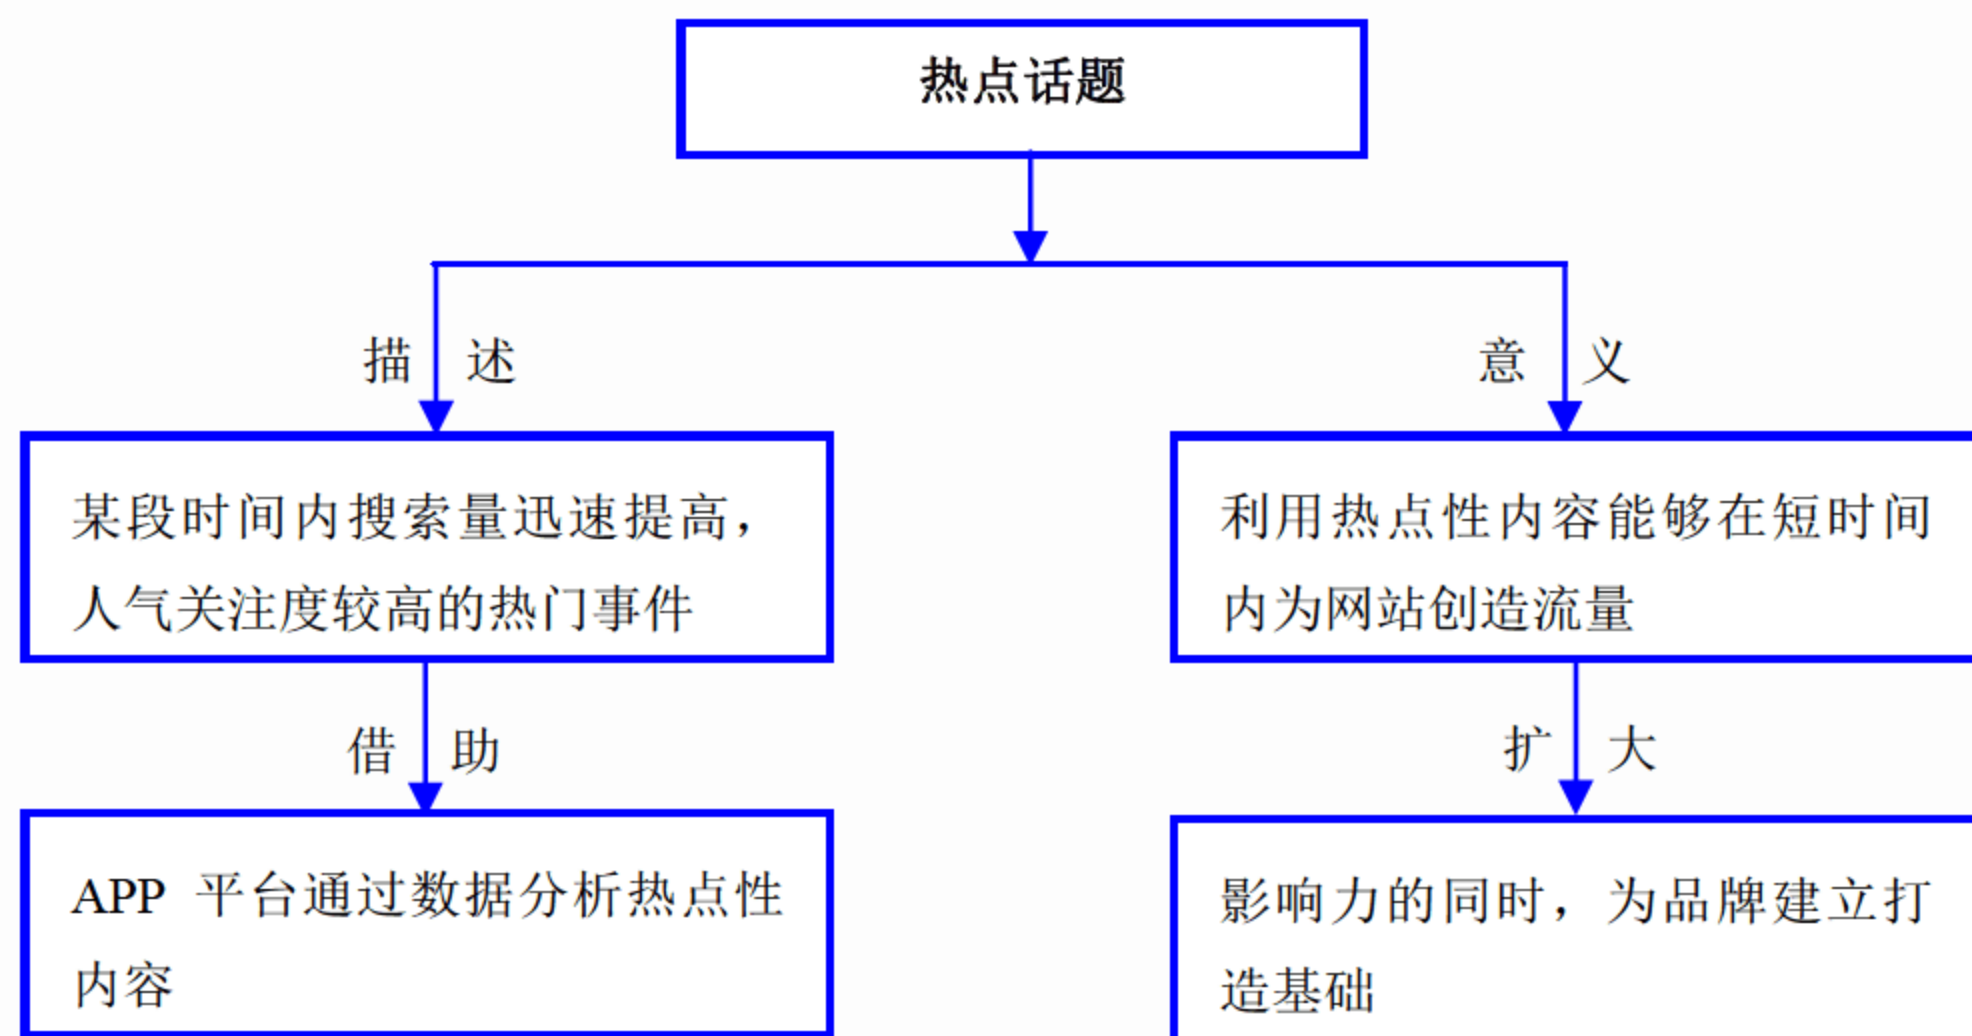 热点话题
描述
意义
某段时间内搜索量迅速提高，
人气关注度较高的热门事件
利用热点性内容能够在短时间
内为网站创造流量
借助
扩大
APP 平台通过数据分析热点性
内容
影响力的同时，为品牌建立打
造基础